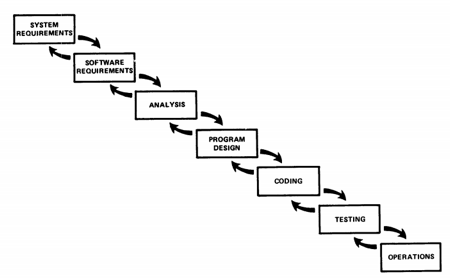 SYSTEM
REQUIREMENTS
SOFTWARE
REQUIREMENTS
ANALYSIS
PROGRAM
DESIGN
CODING
TESTING
OPERATIONS